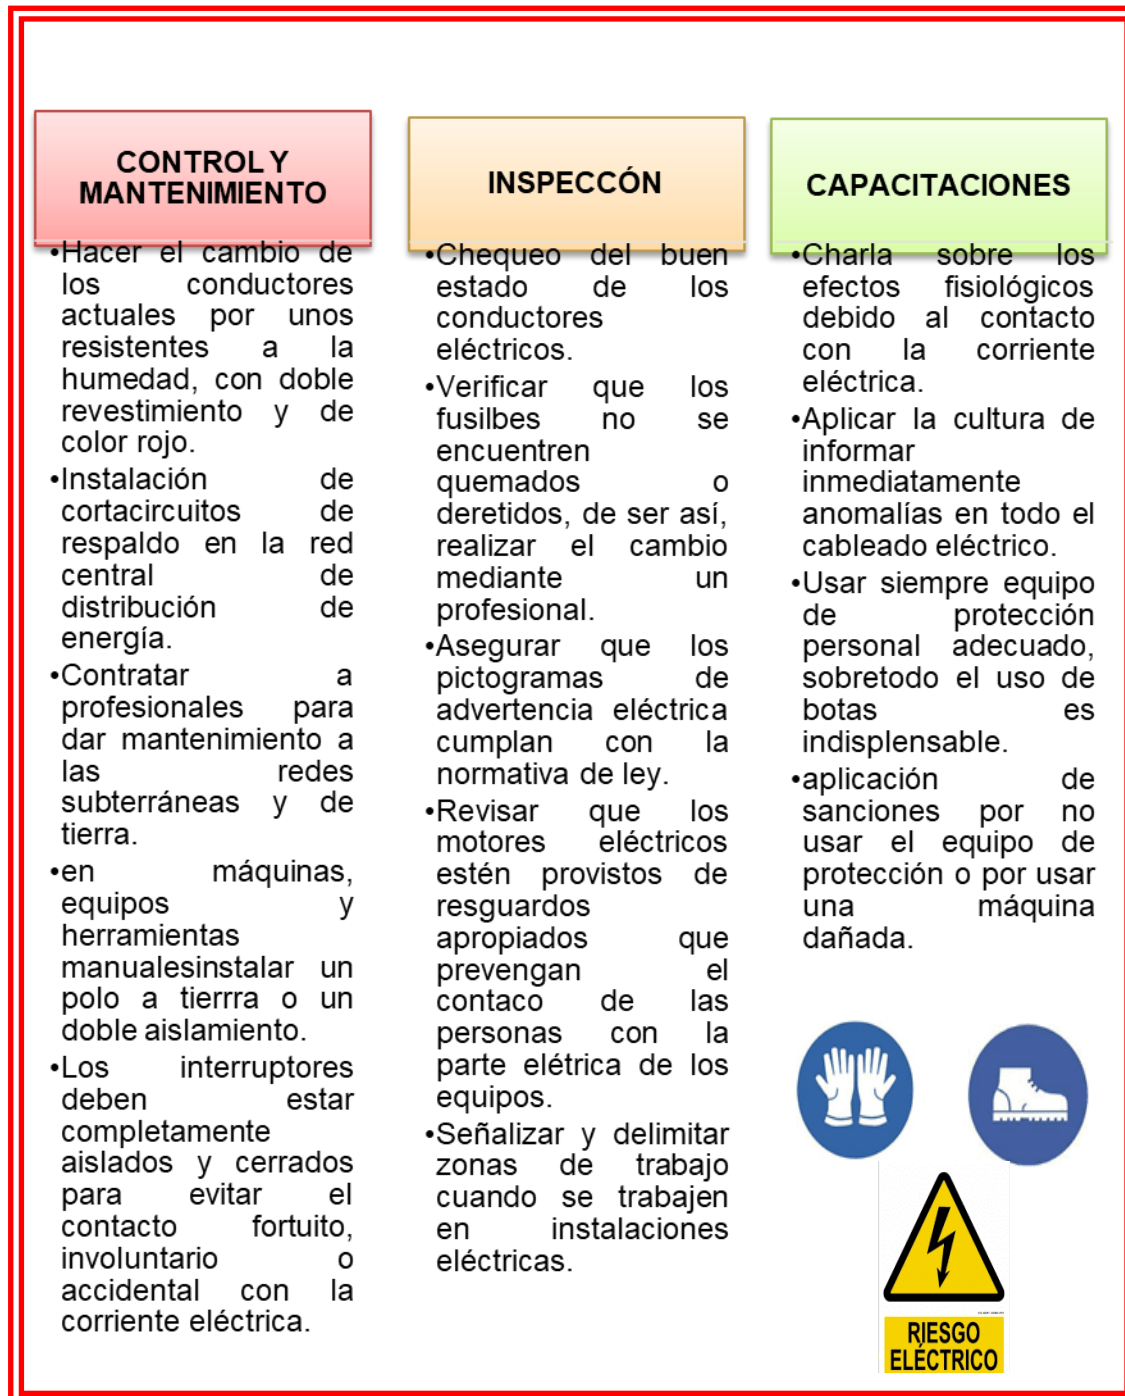 CONTROL Y
MANTENIMIENTO
•Hacer el cambio de
los conductores
actuales por unos
resistentes a la
humedad, con doble
revestimiento y de
color rojo.
•Instalación de
cortacircuitos de
respaldo en la red
central de
distribución de
energía.
•Contratar a
profesionales para
dar mantenimiento a
las redes
subterráneas y de
tierra.
•en máquinas,
equipos y
herramientas
manualesinstalar un
polo a tierrra o un
doble aislamiento.
•Los interruptores
deben estar
completamente
aislados y cerrados
para evitar el
contacto fortuito,
involuntario o
accidental con la
corriente eléctrica.
INSPECCÓN
•Chequeo del buen
estado de los
conductores
eléctricos.
•Verificar que los
fusilbes no se
encuentren
quemados o
deretidos, de ser así,
realizar el cambio
mediante un
profesional.
•Asegurar que los
pictogramas de
advertencia eléctrica
cumplan con la
normativa de ley.
•Revisar que los
motores eléctricos
estén provistos de
resguardos
apropiados que
prevengan el
contaco de las
personas con la
parte elétrica de los
equipos.
•Señalizar y delimitar
zonas de trabajo
cuando se trabajen
en instalaciones
eléctricas.
CAPACITACIONES
•Charla sobre los
efectos fisiológicos
debido al contacto
con la corriente
eléctrica.
•Aplicar la cultura de
informar
inmediatamente
anomalías en todo el
cableado eléctrico.
•Usar siempre equipo
de protección
personal adecuado,
sobretodo el uso de
botas es
indisplensable.
•aplicación de
sanciones por no
usar el equipo de
protección o por usar
una máquina
dañada.
RIESGO
ELÉCTRICO